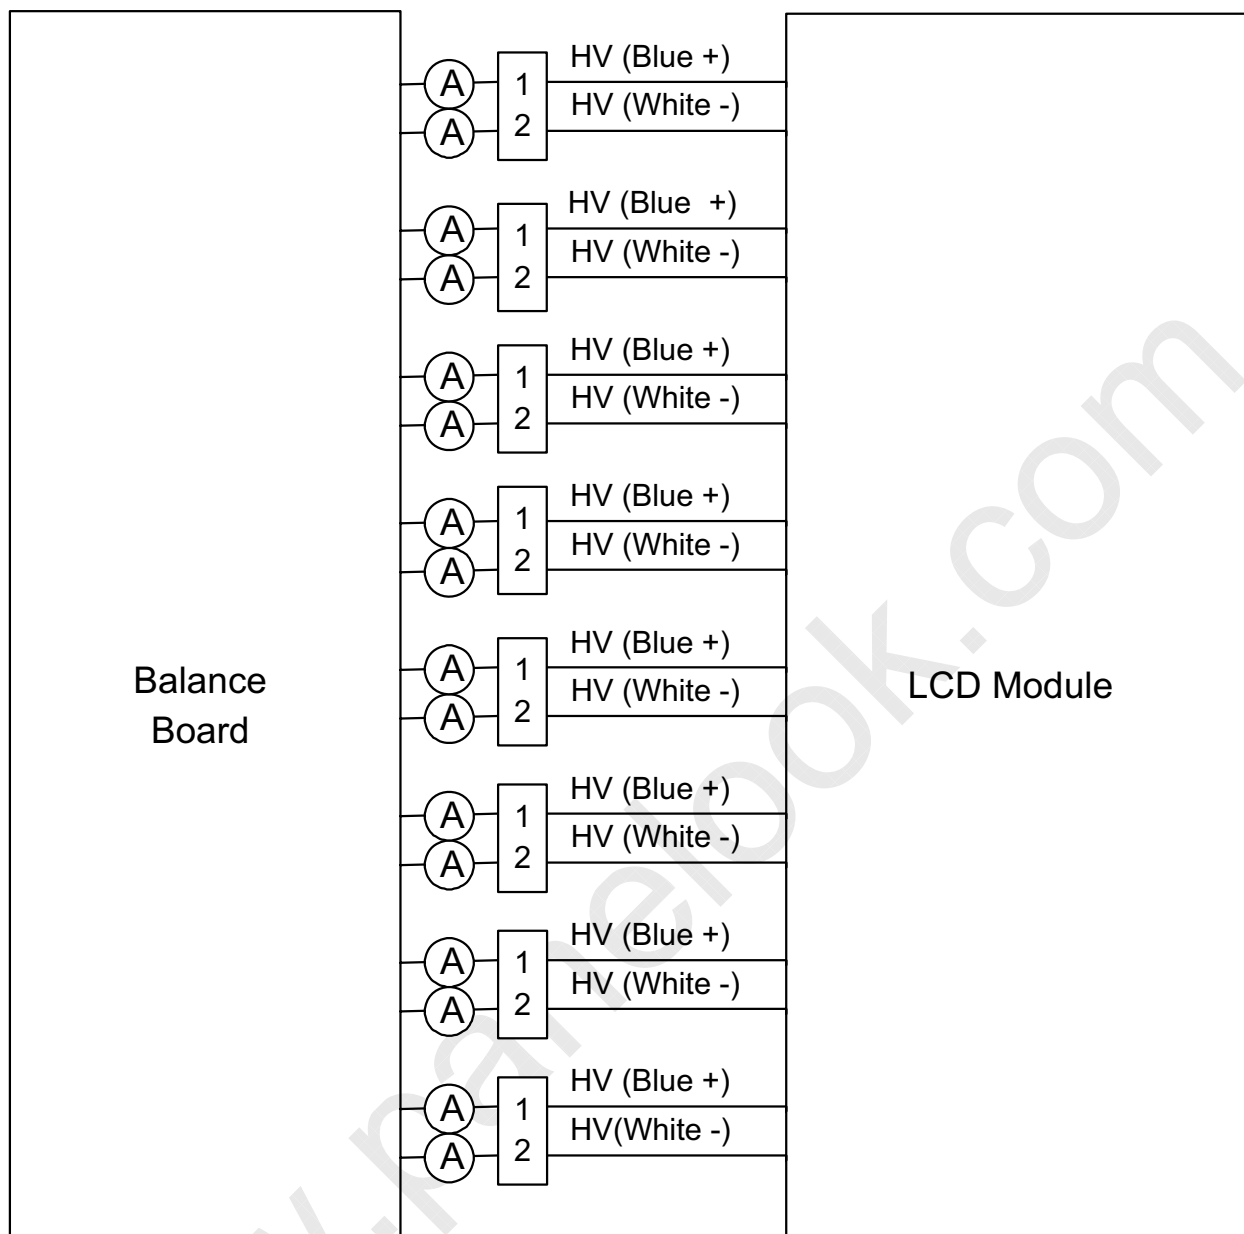 HV (Blue +)
A 1
HV (White -)
A 2
HV (Blue +)
A 1
HV (White -)
A 2
HV (Blue +)
A 1
HV (White -)
A 2
HV (Blue +)
A 1
HV (White -)
A 2
Balance
Board
HV (Blue +)
A 1
HV (White -)
A 2
LCD Module
HV (Blue +)
A 1
HV (White -)
A 2
HV (Blue +)
A 1
HV (White -)
A 2
HV (Blue +)
A 1
HV(White -)
A 2
.panelook.com